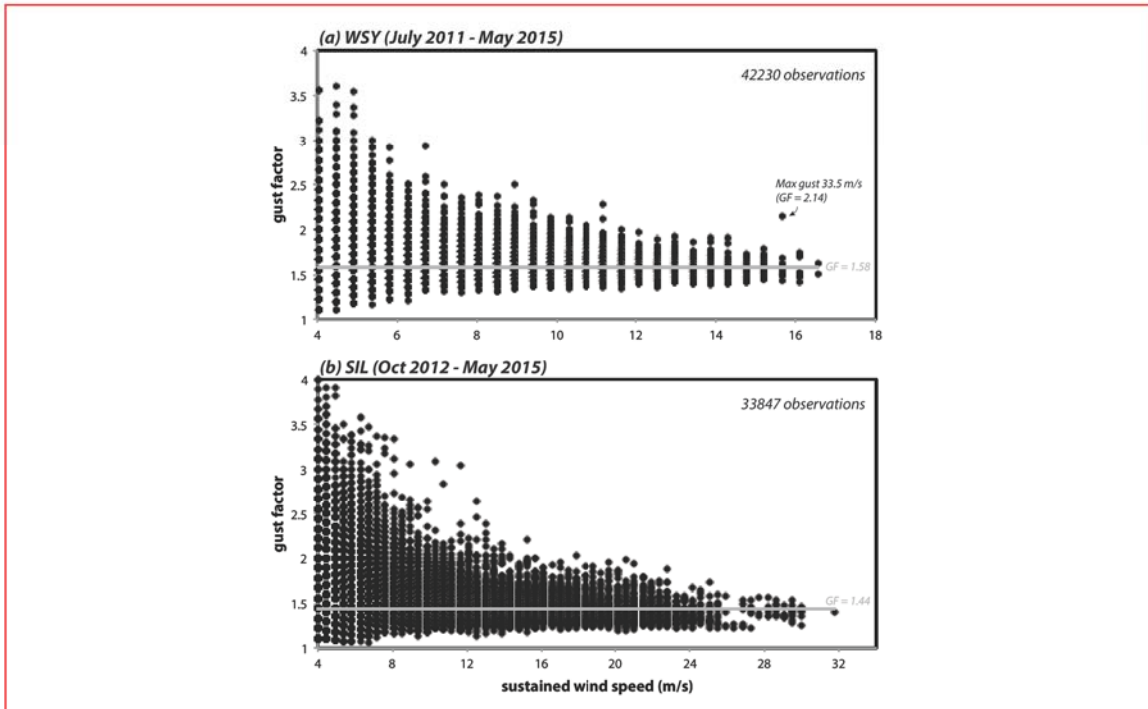 (a) WSY (July 2011 - May 2015)
42230 observations
4
3.5
3
2.5
2
1.5
1
gust factor
Max gust 33.5 m/s
(GF = 2.14)
GF = 1.58
4 6 8 10 12 14 16 18
(b) SIL (Oct 2012 - May 2015)
33847 observations
4
3.5
3
2.5
2
1.5
1
gust factor
GF = 1.44
4 8 12 16 20 24 28 32
sustained wind speed (m/s)